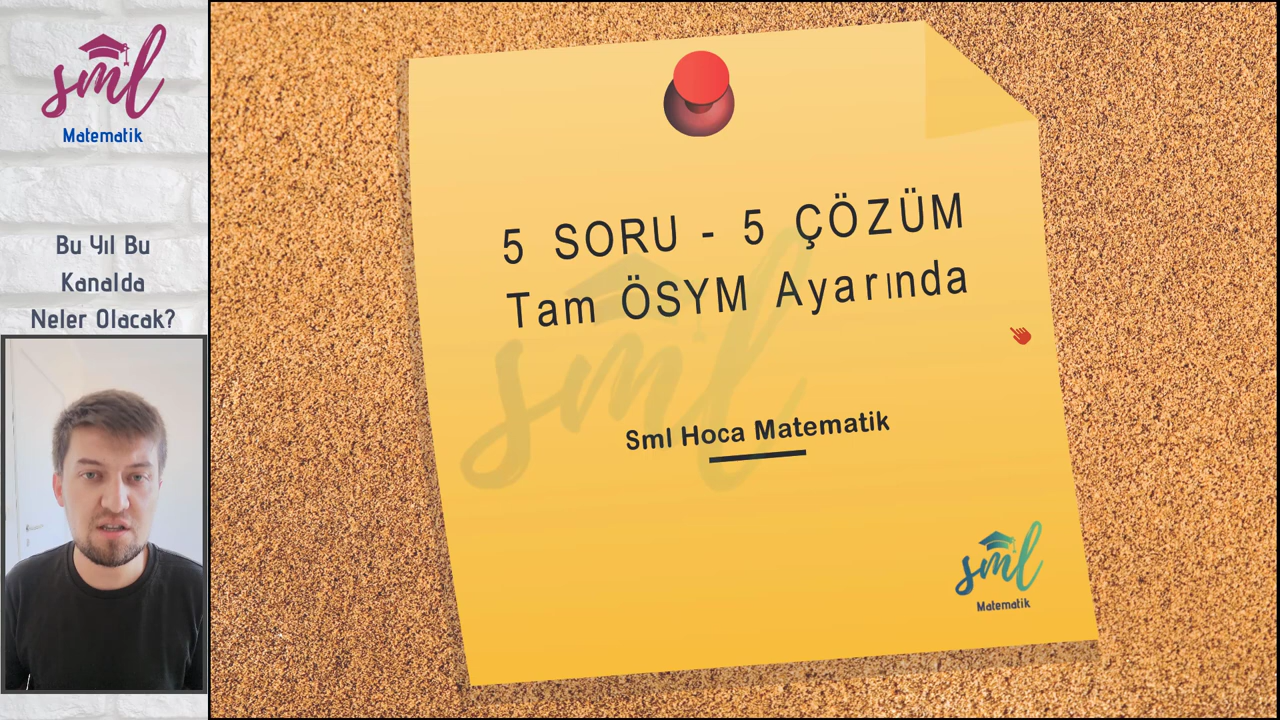 sml
Matematik
Bu Yıl Bu
Kanalda
Neler Olacak?
5 SORU - 5 ÇÖZÜM
Tam ÖSYM Ayarında
sml
Sml Hoca Matematik
sml
Matematik